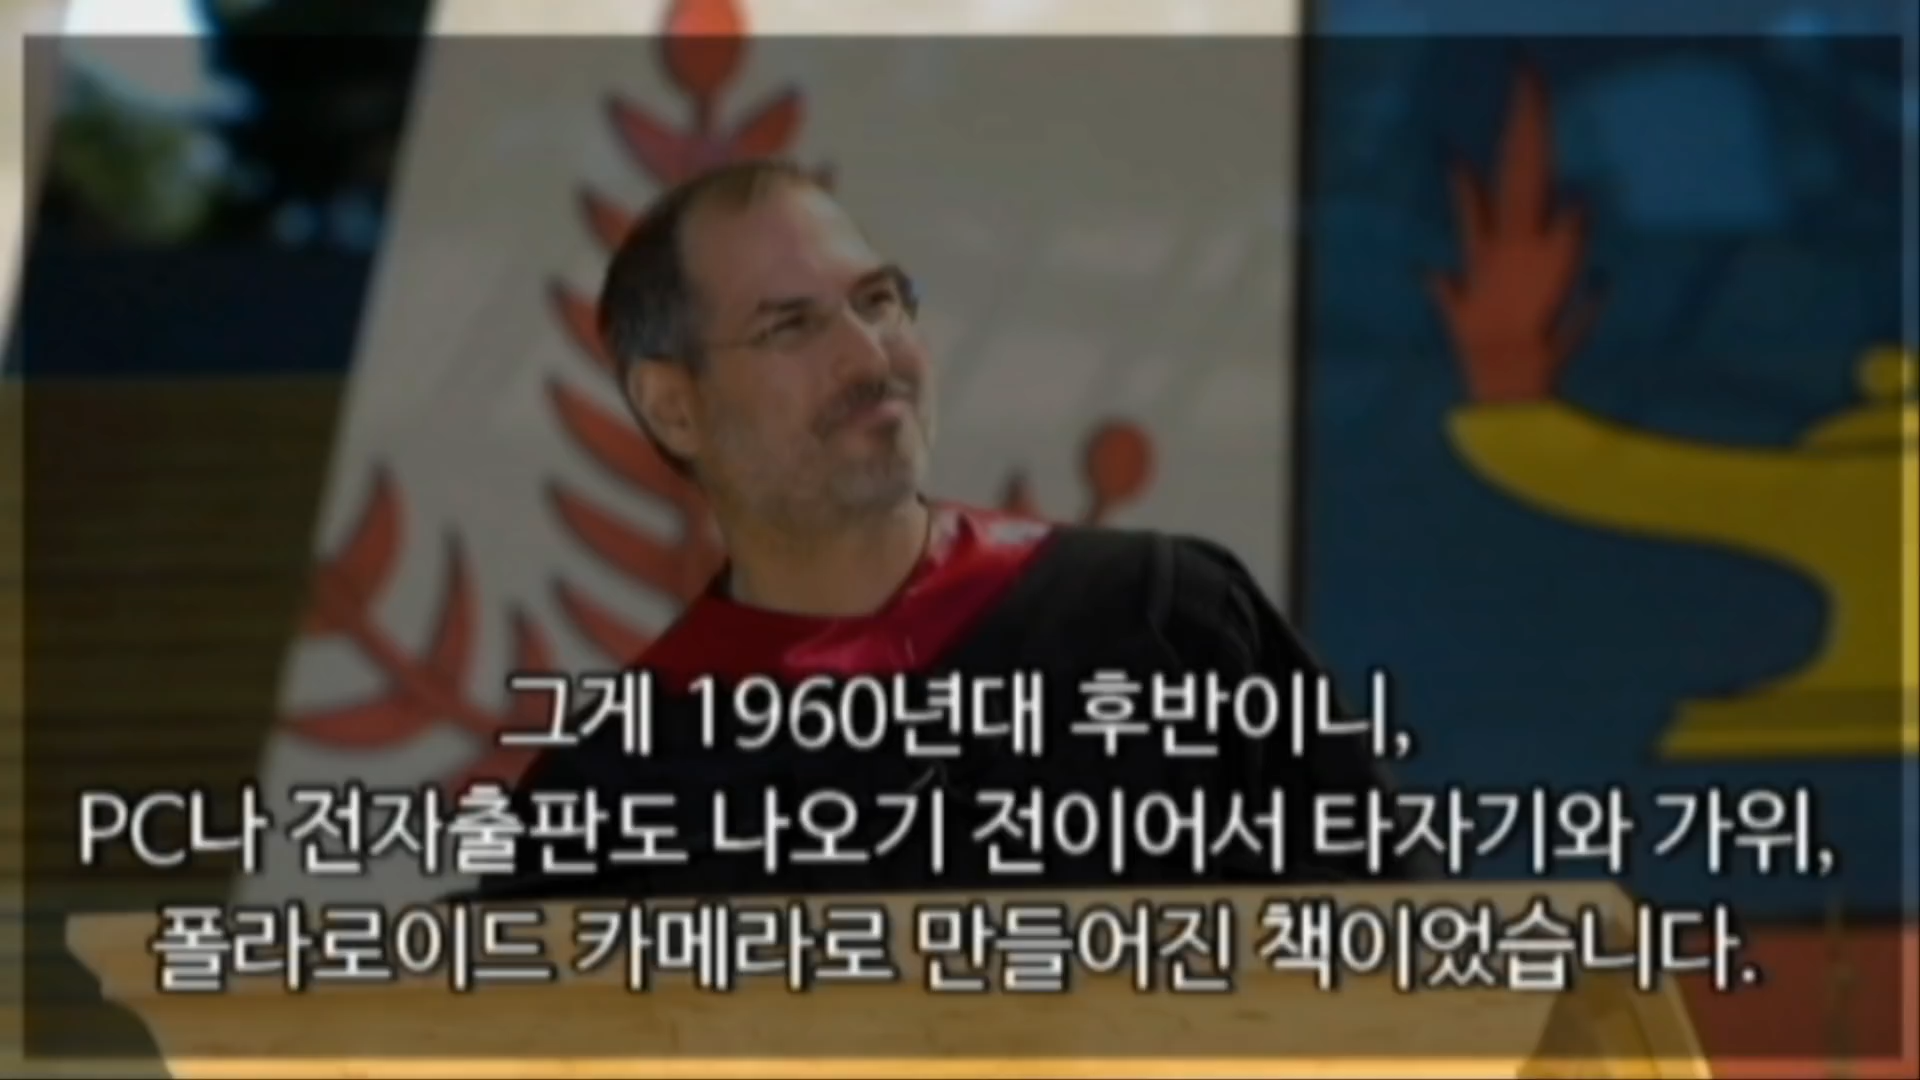 그게 1960년대 후반이니,
PC나 전자출판도 나오기 전이어서 타자기와 가위,
폴라로이드 카메라로 만들어진 책이었습니다.